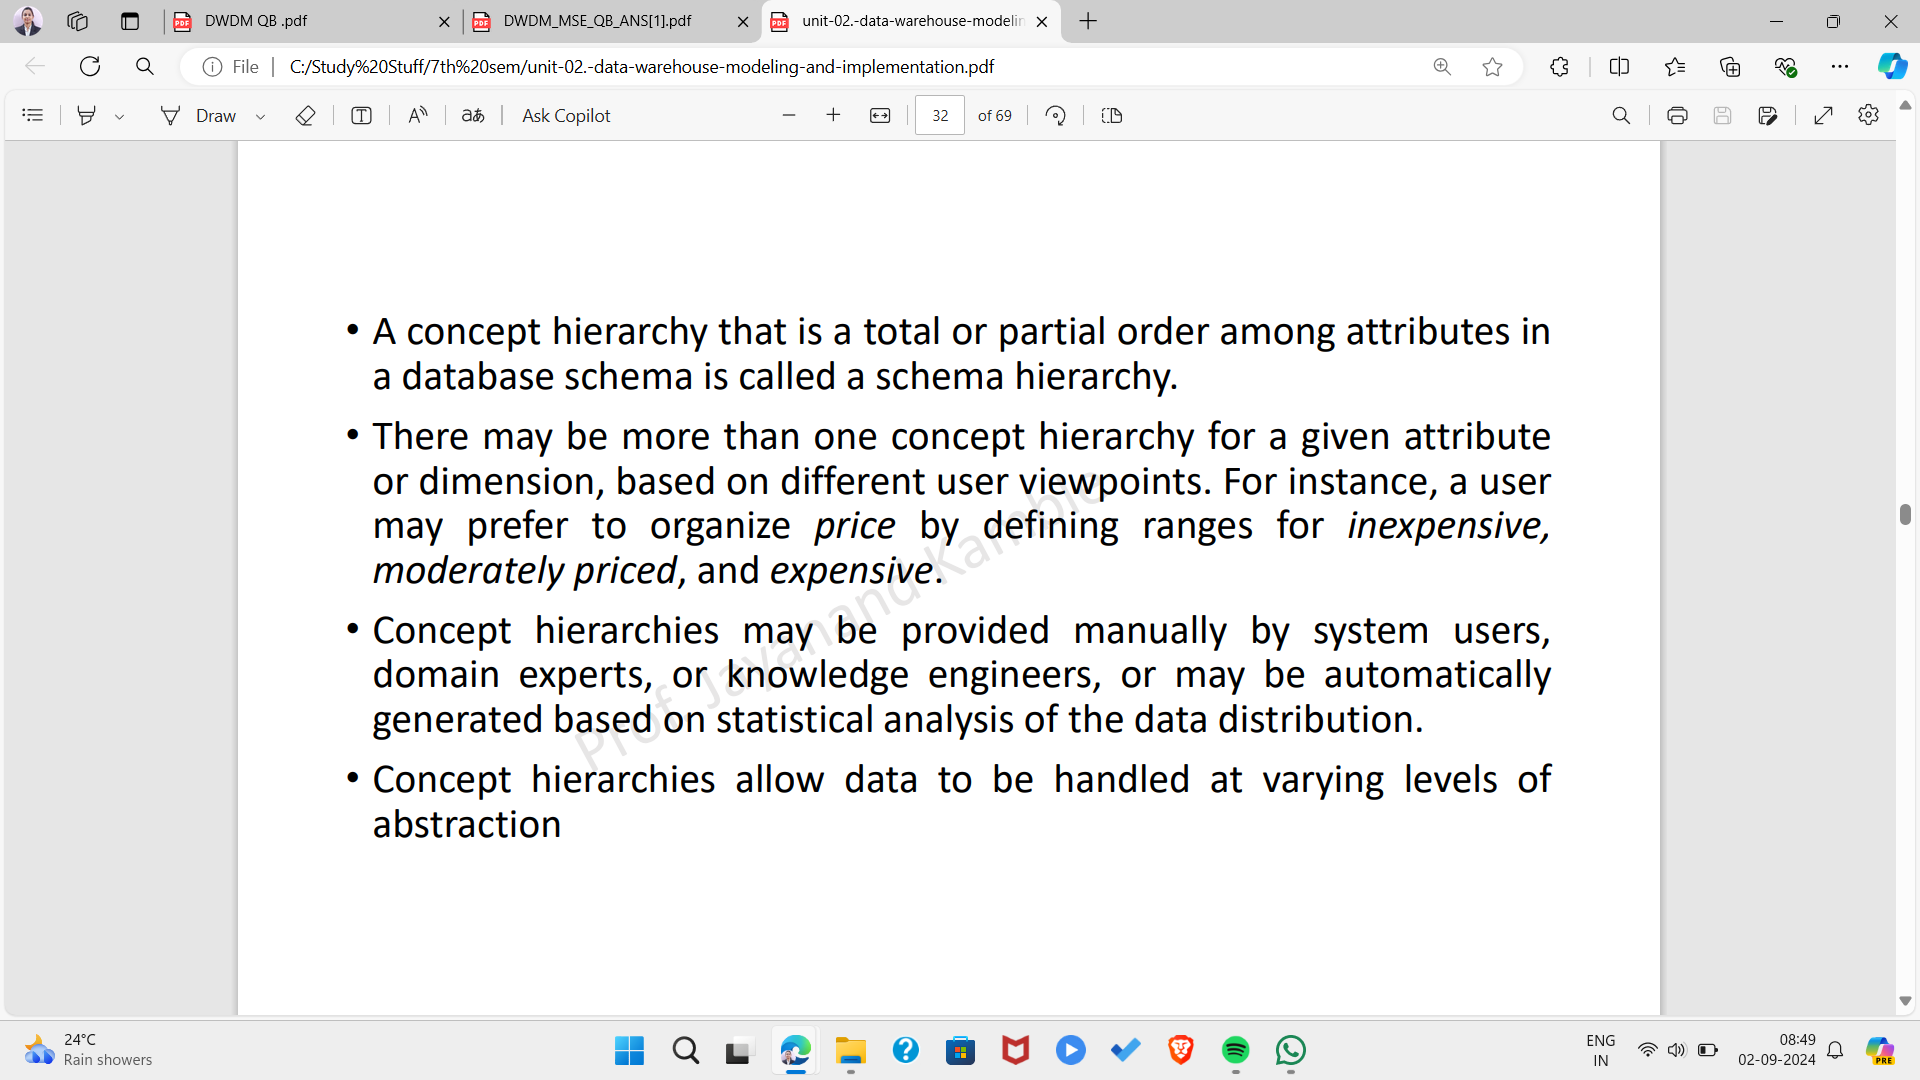 DWDM QB .pdf
DWDM_MSE_QB_ANS[1].pdf
unit-02.-data-warehouse-modelin
File
C:/Study%20Stuff/7th%20sem/unit-02.-data-warehouse-modeling-and-implementation.pdf
Draw
aあ
Ask Copilot
32 of 69
• A concept hierarchy that is a total or partial order among attributes in
a database schema is called a schema hierarchy.
• There may be more than one concept hierarchy for a given attribute
or dimension, based on different user viewpoints. For instance, a user
may prefer to organize price by defining ranges for inexpensive,
moderately priced, and expensive.
• Concept hierarchies may be provided manually by system users,
domain experts, or knowledge engineers, or may be automatically
generated based on statistical analysis of the data distribution.
• Concept hierarchies allow data to be handled at varying levels of
abstraction
Prof. Jayanand Kamble
24°C
Rain showers
ENG
IN
08:49
02-09-2024
PRE